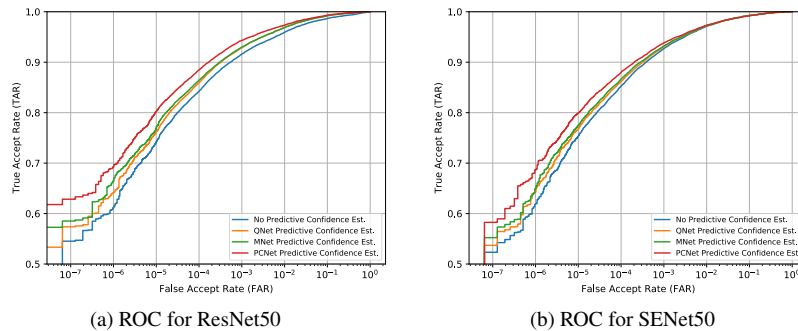 1.0
0.9
0.8
0.7
0.6
0.5
True Accept Rate (TAR)
10⁻⁷ 10⁻⁶ 10⁻⁵ 10⁻⁴ 10⁻³ 10⁻² 10⁻¹ 10⁰
False Accept Rate (FAR)
No Predictive Confidence Est.
QNet Predictive Confidence Est.
MNet Predictive Confidence Est.
PCNet Predictive Confidence Est.
(a) ROC for ResNet50
1.0
0.9
0.8
0.7
0.6
0.5
True Accept Rate (TAR)
10⁻⁷ 10⁻⁶ 10⁻⁵ 10⁻⁴ 10⁻³ 10⁻² 10⁻¹ 10⁰
False Accept Rate (FAR)
No Predictive Confidence Est.
QNet Predictive Confidence Est.
MNet Predictive Confidence Est.
PCNet Predictive Confidence Est.
(b) ROC for SENet50